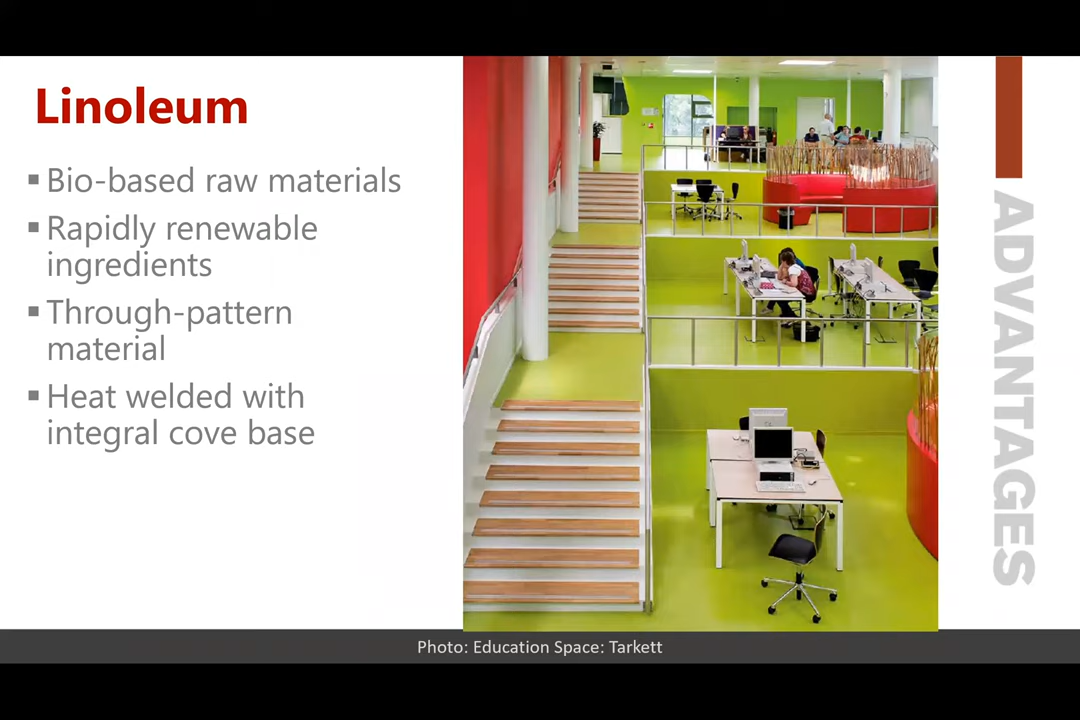 Linoleum
▪ Bio-based raw materials
▪ Rapidly renewable
ingredients
▪ Through-pattern
material
▪ Heat welded with
integral cove base
ADVANTAGES
Photo: Education Space: Tarkett